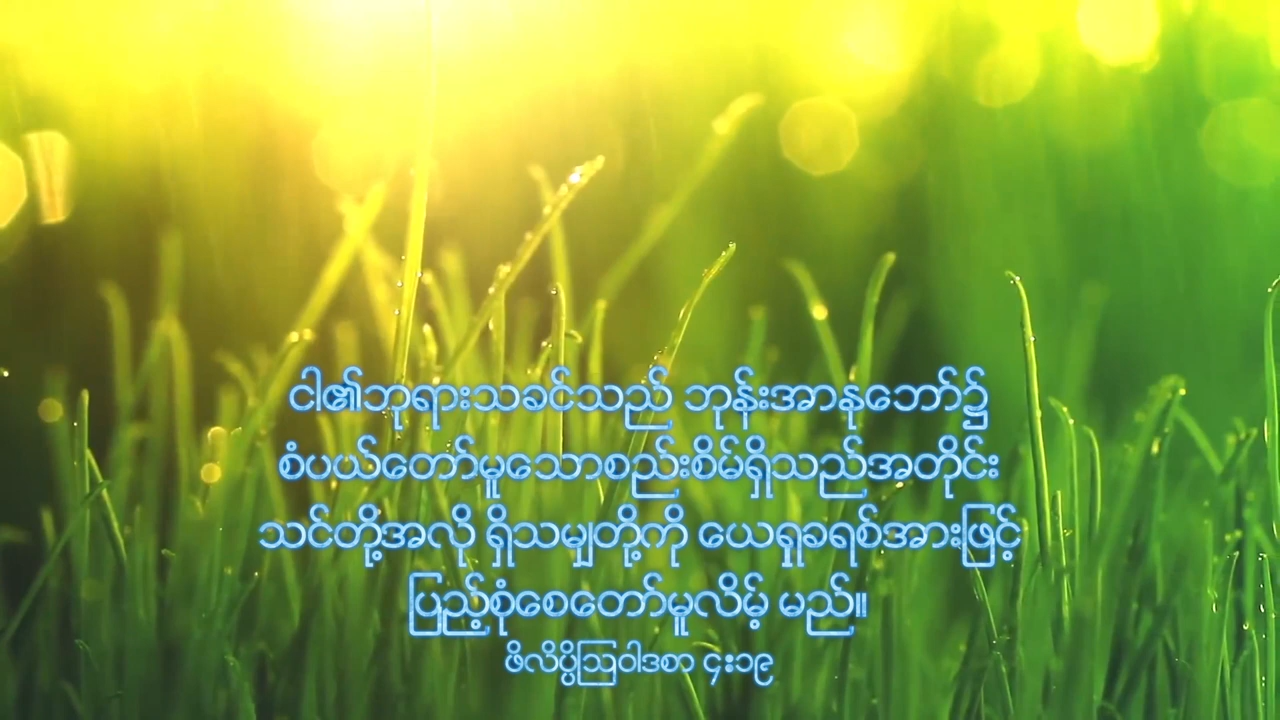 ငါ၏ဘုရားသခင်သည် ဘုန်းအာနုဘော်၌
စံပယ်တော်မူသောစည်းစိမ်ရှိသည်အတိုင်း
သင်တို့အလို ရှိသမျှတို့ကို ယေရှုခရစ်အားဖြင့်
ပြည့်စုံစေတော်မူလိမ့် မည်။
ဖိလိပ္ပိဩဝါဒစာ ၄း၁၉